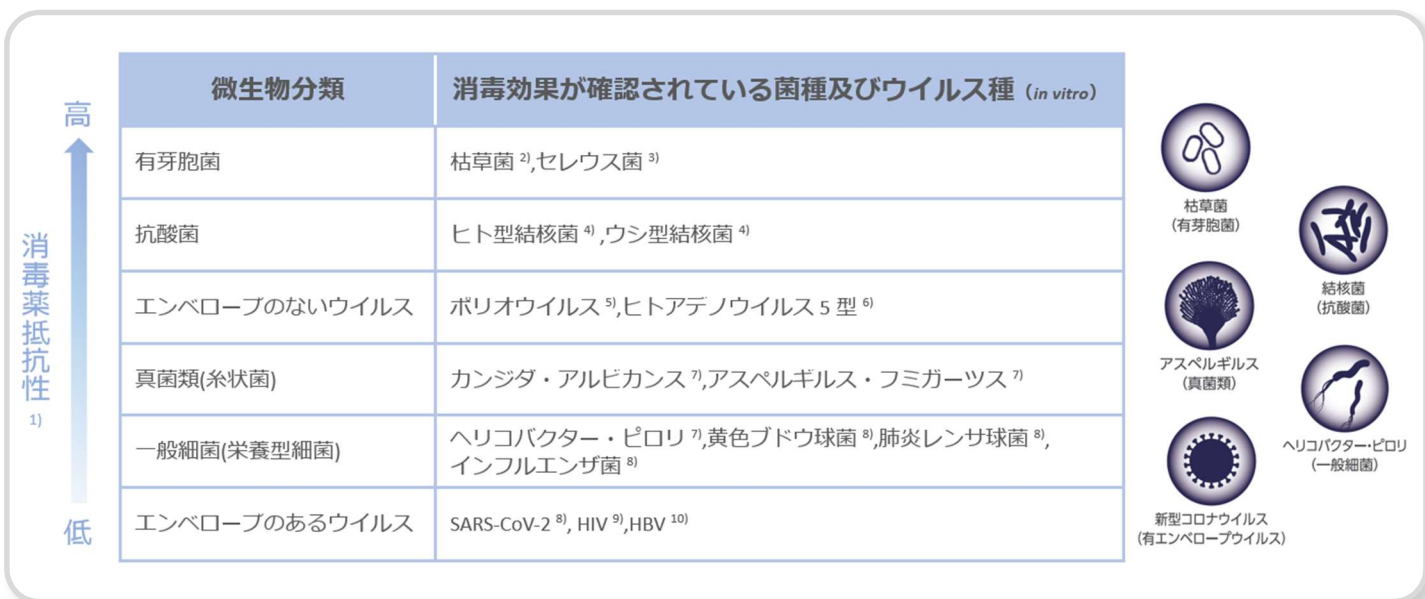 高
消毒薬抵抗性
1)
低
微生物分類 消毒効果が確認されている菌種及びウイルス種 (in vitro)
有芽胞菌 枯草菌 2),セレウス菌 3)
抗酸菌 ヒト型結核菌 4) ,ウシ型結核菌 4)
エンベローブのないウイルス ポリオウイルス 5),ヒトアデノウイルス 5 型 6)
真菌類(糸状菌) カンジダ・アルビカンス 7),アスペルギルス・フミガーツス 7)
一般細菌(栄養型細菌) ヘリコバクター・ピロリ 7),黄色ブドウ球菌 8),肺炎レンサ球菌 8),
インフルエンザ菌 8)
エンベローブのあるウイルス SARS-CoV-2 8), HIV 9),HBV 10)
枯草菌
(有芽胞菌)
結核菌
(抗酸菌)
アスペルギルス
(真菌類)
ヘリコバクター・ピロリ
(一般細菌)
新型コロナウイルス
(有エンベロープウイルス)